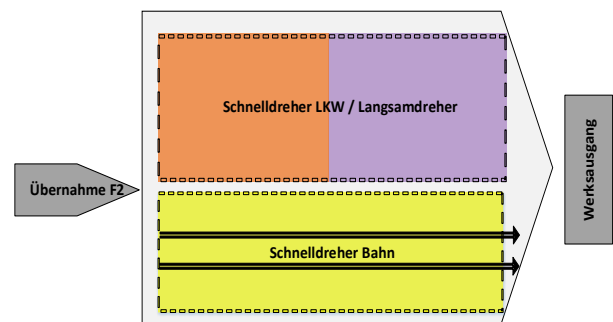 Schnelldreher LKW / Langsamdreher
Übernahme F2
Werksausgang
Schnelldreher Bahn